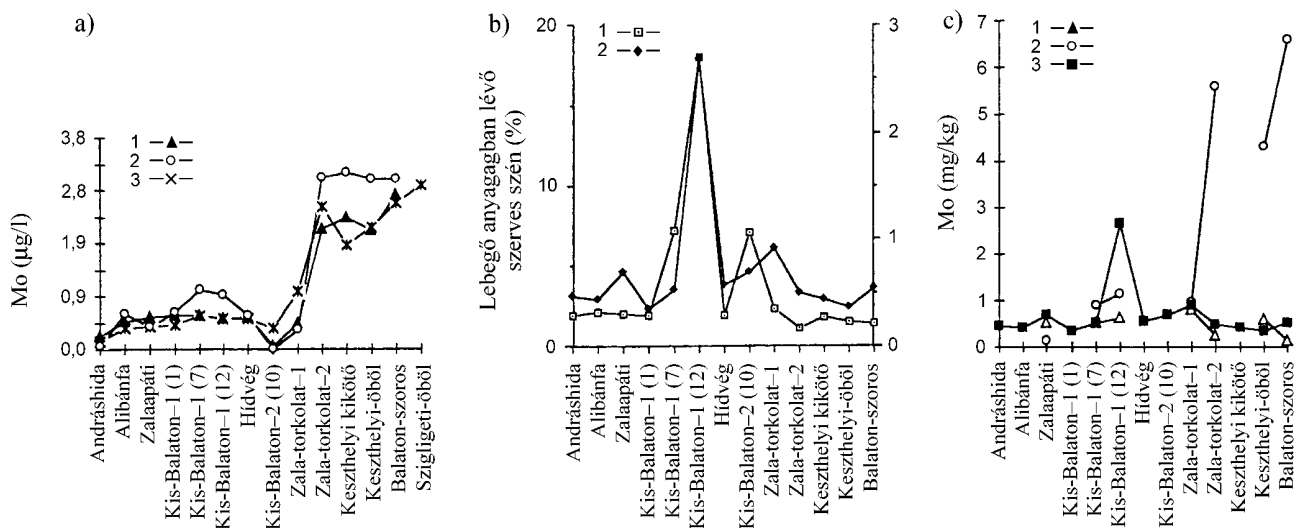 a)
Mo (µg/l)
3,8
2,8
1,9
0,9
0,0
1
2
3
Andráshida
Alibánfa
Zalaapáti
Kis-Balaton–1 (1)
Kis-Balaton–1 (7)
Kis-Balaton–1 (12)
Hídvég
Kis-Balaton–2 (10)
Zala-torkolat–1
Zala-torkolat–2
Keszthelyi kikötő
Keszthelyi-öböl
Balaton-szoros
Szigligeti-öböl
b)
Lebegő anyagagban lévő
szerves szén (%)
20
10
0
1
2
3
2
1
0
Andráshida
Alibánfa
Zalaapáti
Kis-Balaton–1 (1)
Kis-Balaton–1 (7)
Kis-Balaton–1 (12)
Hídvég
Kis-Balaton–2 (10)
Zala-torkolat–1
Zala-torkolat–2
Keszthelyi kikötő
Keszthelyi-öböl
Balaton-szoros
c)
Mo (mg/kg)
7
6
5
4
3
2
1
0
1
2
3
Andráshida
Alibánfa
Zalaapáti
Kis-Balaton–1 (1)
Kis-Balaton–1 (7)
Kis-Balaton–1 (12)
Hídvég
Kis-Balaton–2 (10)
Zala-torkolat–1
Zala-torkolap–2
Keszthelyi kikötő
Keszthelyi-öböl
Balaton-szoros